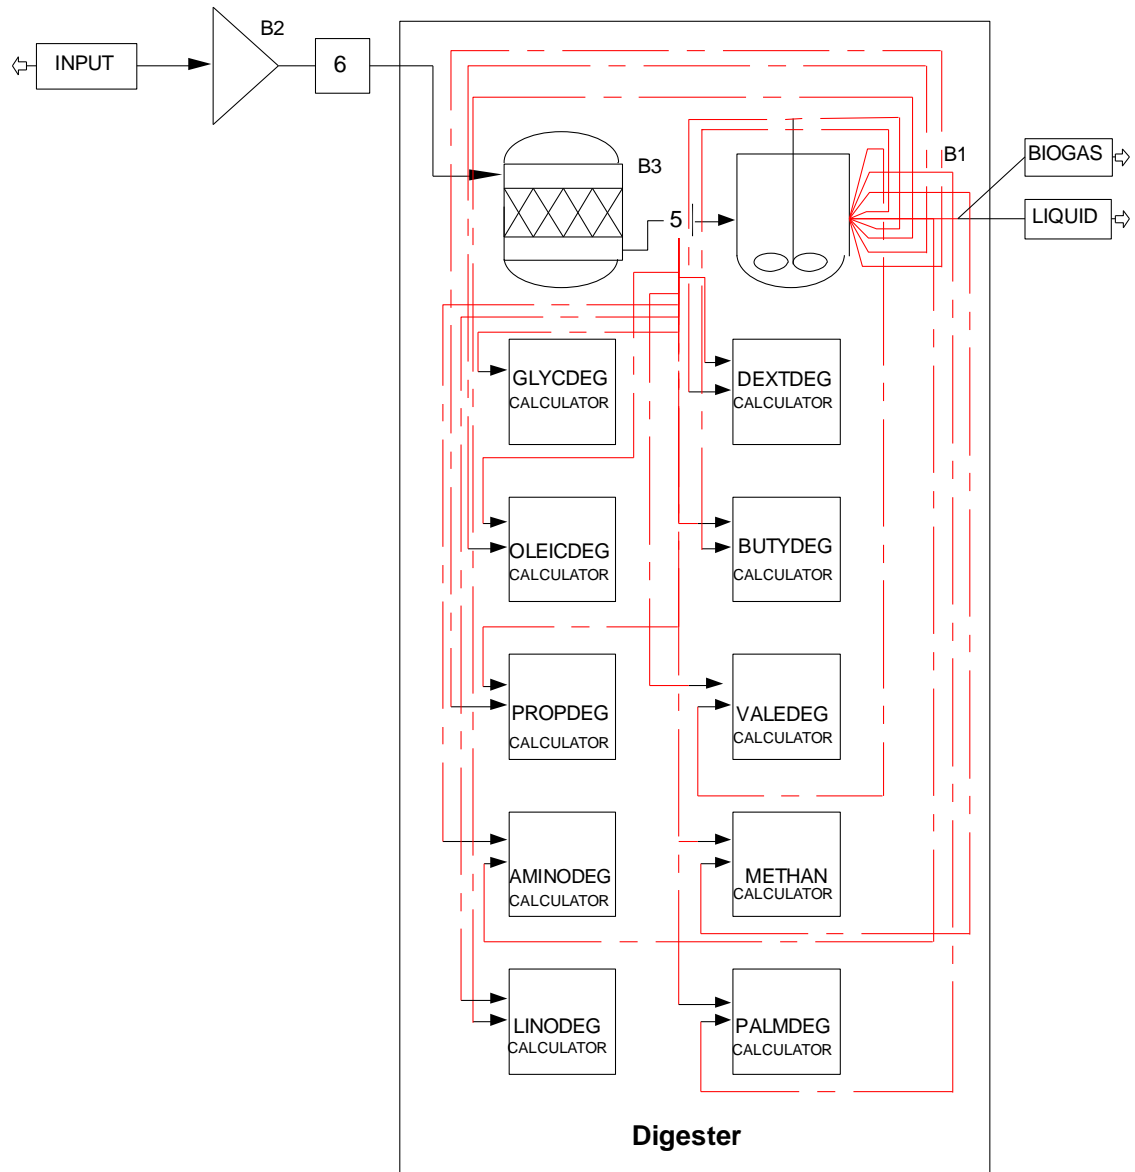 B2
INPUT
6
B3
B1
BIOGAS
5
LIQUID
GLYCDEG
CALCULATOR
DEXTDEG
CALCULATOR
OLEICDEG
CALCULATOR
BUTYDEG
CALCULATOR
PROPDEG
CALCULATOR
VALEDEG
CALCULATOR
AMINODEG
CALCULATOR
METHAN
CALCULATOR
LINODEG
CALCULATOR
PALMDEG
CALCULATOR
Digester